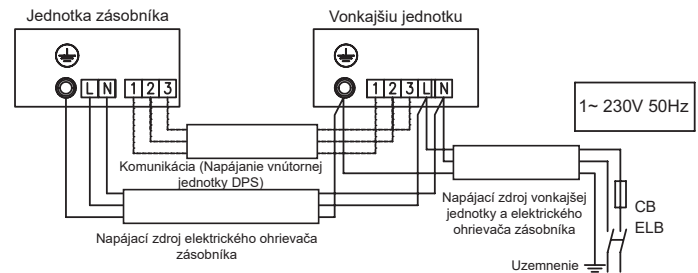 Jednotka zásobníka
Vonkajšiu jednotku
L N 1 2 3
1 2 3 L N
1~ 230V 50Hz
Komunikácia (Napájanie vnútornej
jednotky DPS)
Napájací zdroj vonkajšej
jednotky a elektrického
ohrievača zásobníka
CB
ELB
Napájací zdroj elektrického ohrievača
zásobníka
Uzemnenie